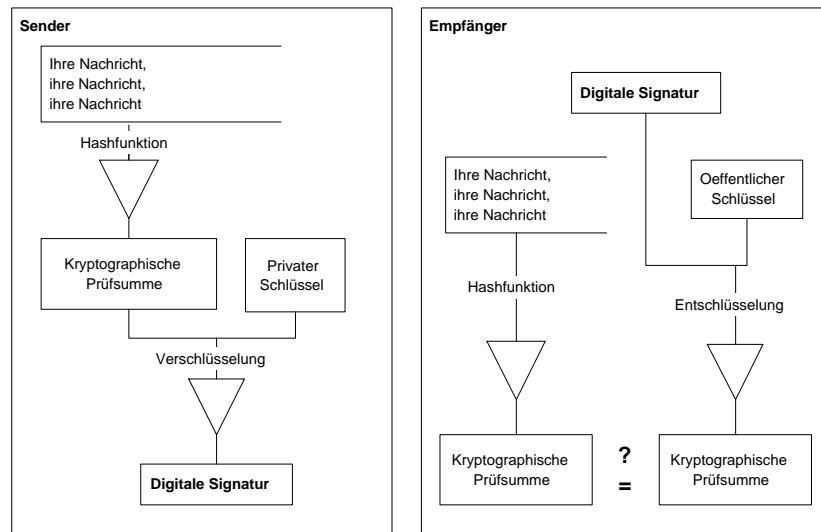 Sender
Ihre Nachricht,
ihre Nachricht,
ihre Nachricht
Hashfunktion
Kryptographische
Prüfsumme
Privater
Schlüssel
Verschlüsselung
Digitale Signatur
Empfänger
Digitale Signatur
Ihre Nachricht,
ihre Nachricht,
ihre Nachricht
Oeffentlicher
Schlüssel
Hashfunktion
Entschlüsselung
Kryptographische
Prüfsumme
?
=
Kryptographische
Prüfsumme